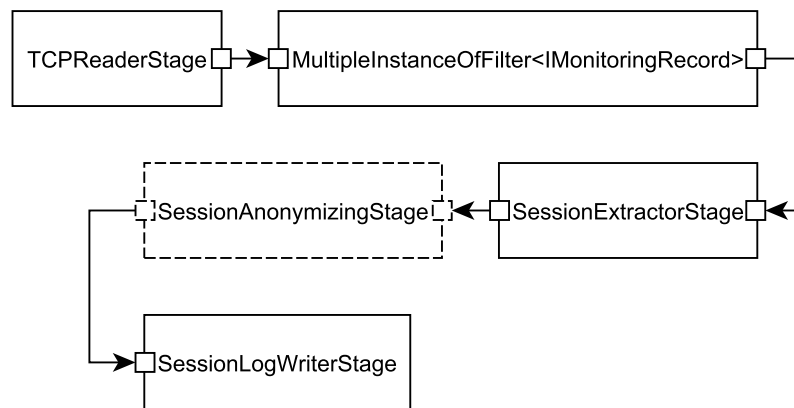 TCPReaderStage
MultipleInstanceOfFilter<IMonitoringRecord>
SessionAnonymizingStage
SessionExtractorStage
SessionLogWriterStage